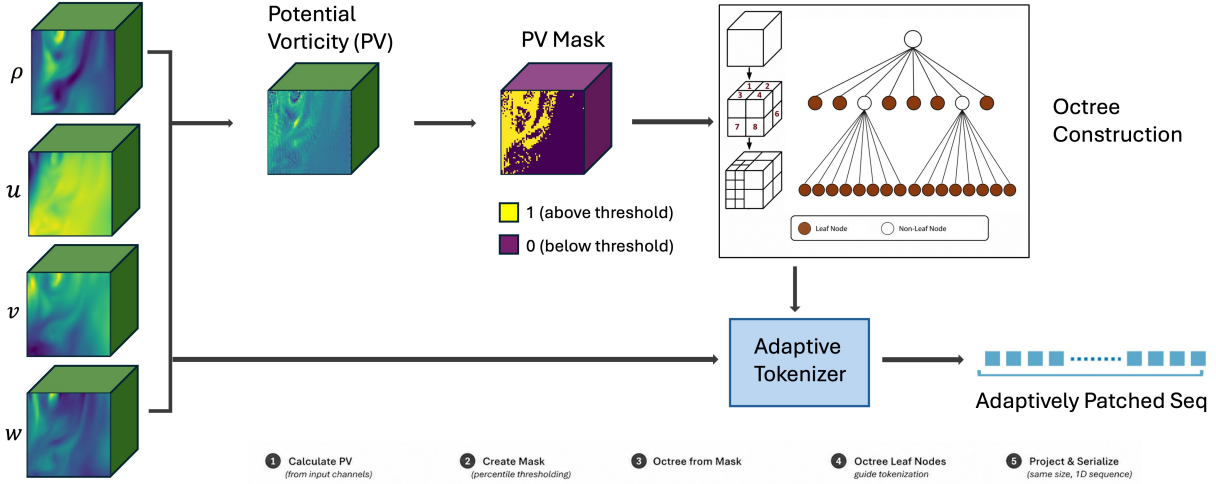 Potential
Vorticity (PV)
PV Mask
ρ
u
v
w
1 (above threshold)
0 (below threshold)
1 2
3 4
6
7 8
Leaf Node
Non-Leaf Node
Octree
Construction
Adaptive
Tokenizer
Adaptively Patched Seq
1 Calculate PV
(from input channels)
2 Create Mask
(percentile thresholding)
3 Octree from Mask
4 Octree Leaf Nodes
guide tokenization
5 Project & Serialize
(same size, 1D sequence)